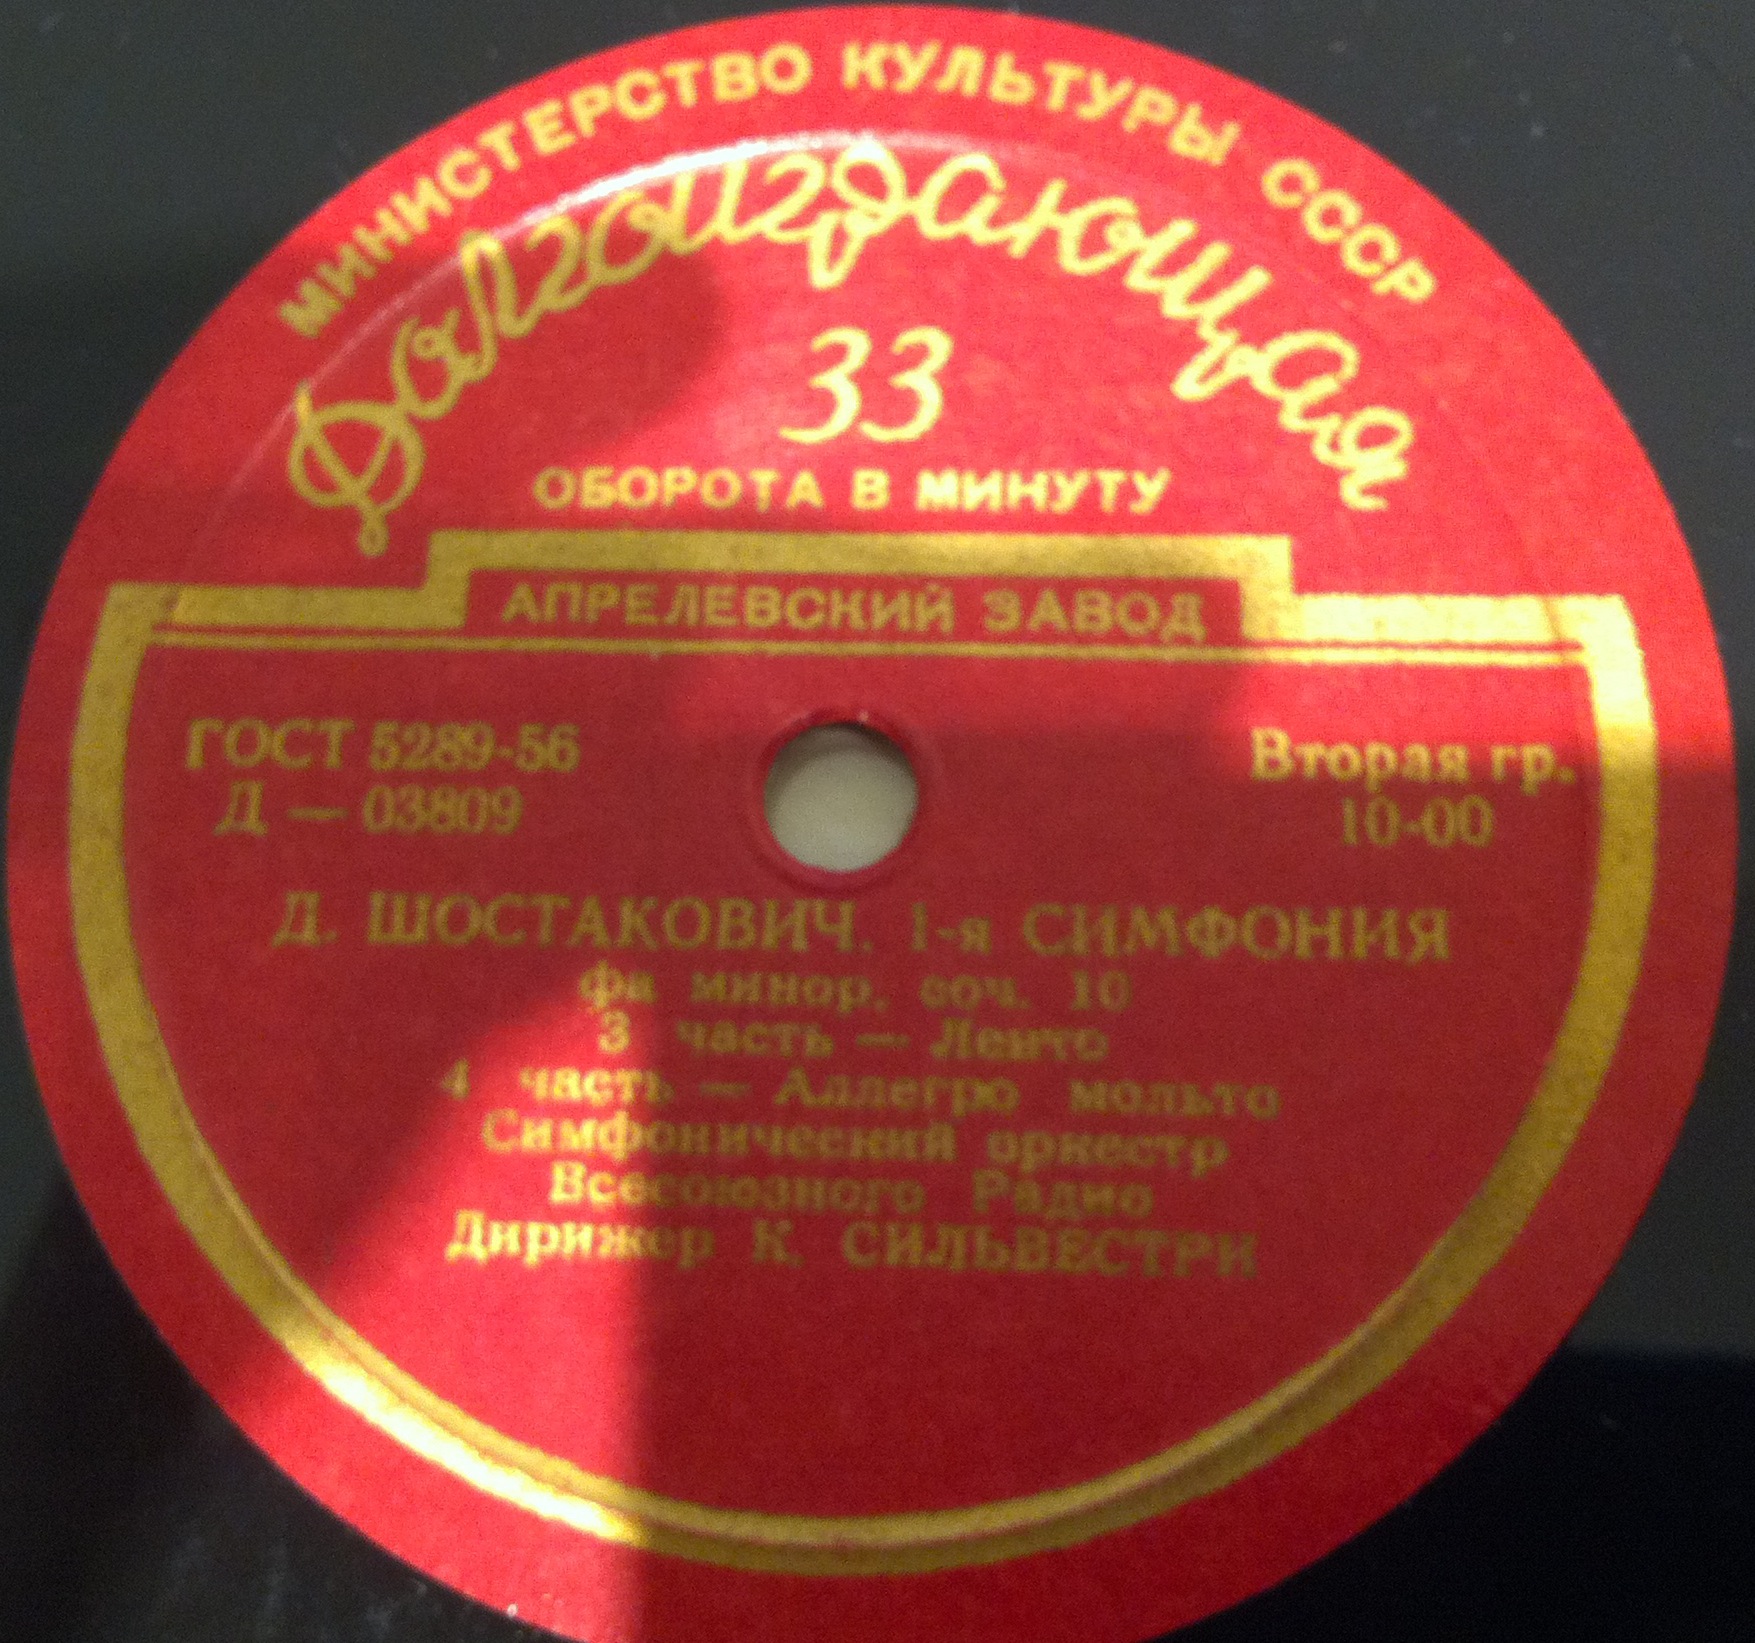 МИНИСТЕРСТВО КУЛЬТУРЫ СССР
Долгоиграющая
33
ОБОРОТА В МИНУТУ
АПРЕЛЕВСКИЙ ЗАВОД
ГОСТ 5289-56
Д — 03809
Вторая гр.
10-00
Д. ШОСТАКОВИЧ. 1-я СИМФОНИЯ
фа минор, соч. 10
3 часть — Ленто
4 часть — Аллегро мольто
Симфонический оркестр
Всесоюзного Радио
Дирижер К. СИЛЬВЕСТРИ